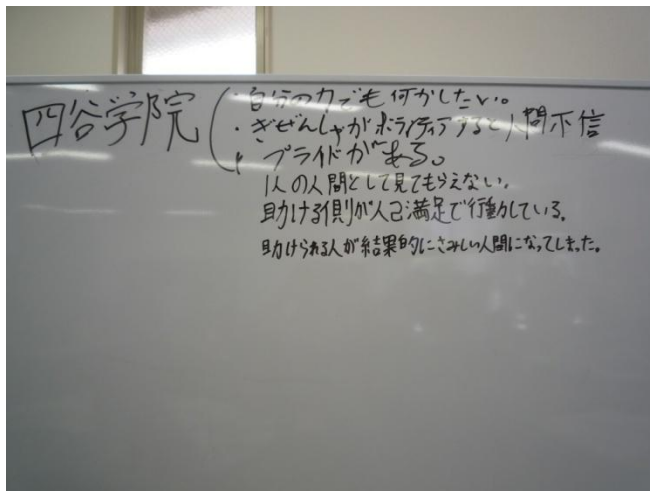 四谷学院
・自分の力でも何かしたい。
・ぎぜんしゃがボランティアすると人間不信
・プライドがある。
1人の人間として見てもらえない。
助ける側が人己満足で行動している。
助けられる人が結果的にさみしい人間になってしまった。